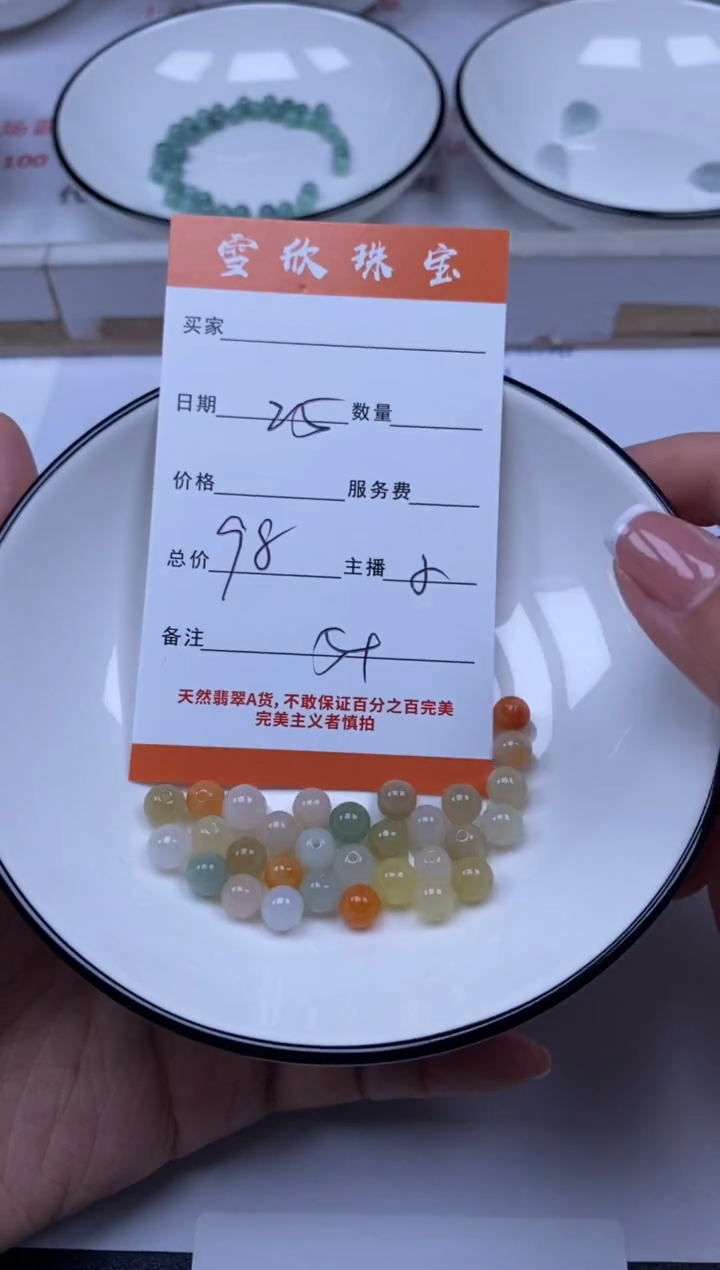 场
100
雪欣珠宝
买家
日期 25 数量
价格 服务费
总价 98 主播
备注
天然翡翠A货,不敢保证百分之百完美
完美主义者慎拍